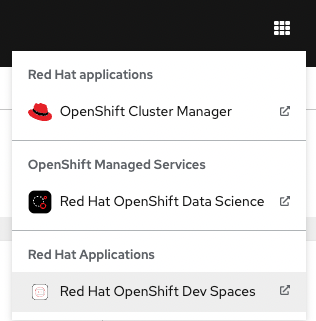 Red Hat applications
OpenShift Cluster Manager
OpenShift Managed Services
Red Hat OpenShift Data Science
Red Hat Applications
Red Hat OpenShift Dev Spaces